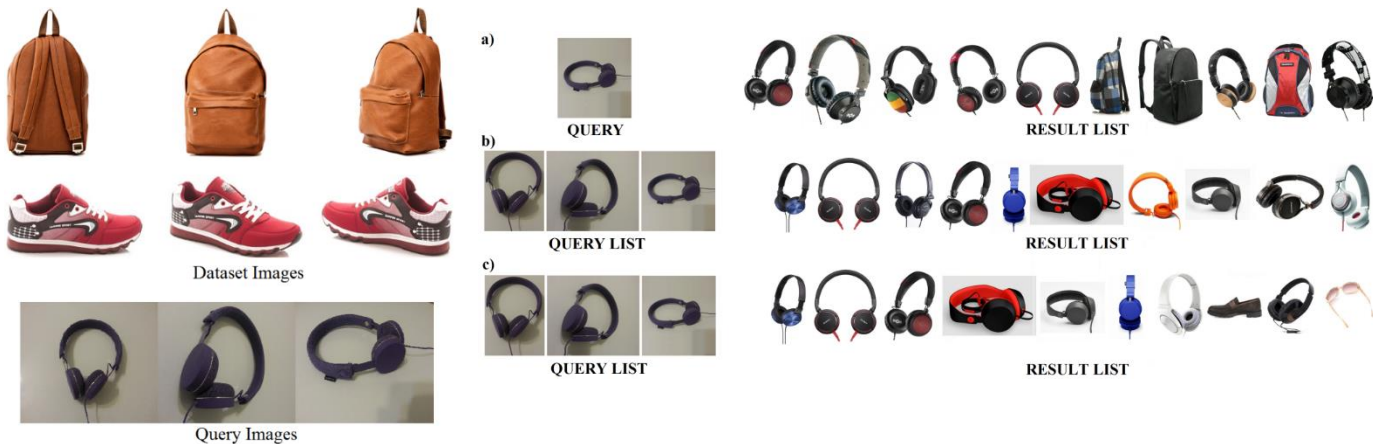 Dataset Images
Query Images
a)
QUERY
RESULT LIST
b)
QUERY LIST
RESULT LIST
c)
QUERY LIST
RESULT LIST